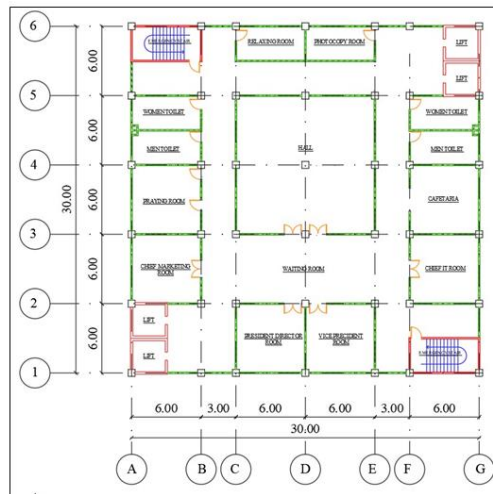 6
RELAXING ROOM
PHOTOCOPY ROOM
LIFT
6.00
LIFT
5
WOMEN TOILET
WOMEN TOILET
6.00
MEN TOILET
HALL
MEN TOILET
4
30.00
6.00
PRAYING ROOM
CAFETARIA
3
CHIEF MARKETING
ROOM
WAITING ROOM
CHIEF IT ROOM
6.00
2
LIFT
PRESIDENT DIRECTOR
ROOM
VICE PRECIDENT
ROOM
6.00
LIFT
1
6.00
3.00
6.00
6.00
3.00
6.00
30.00
A
B
C
D
E
F
G